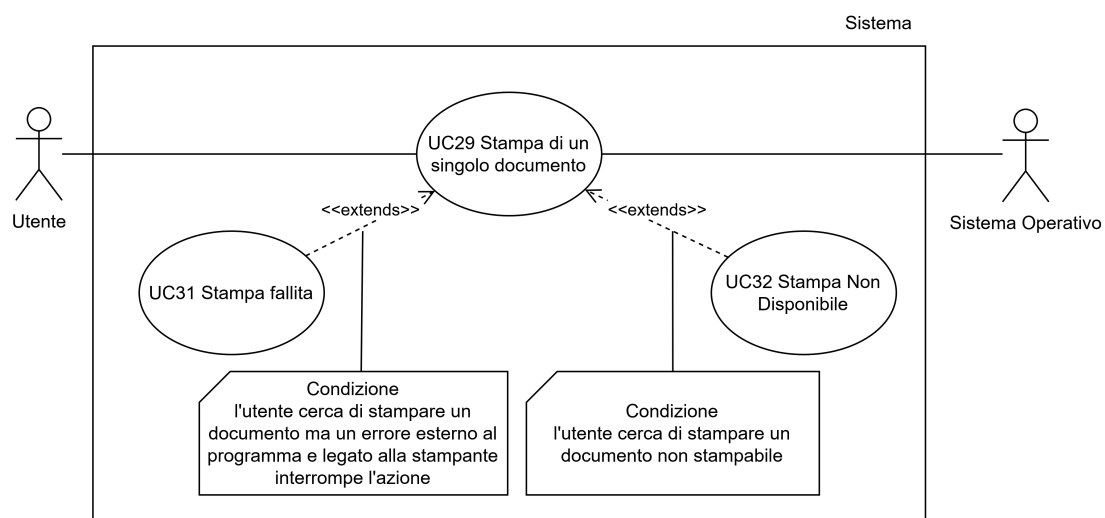 Sistema
UC29 Stampa di un
singolo documento
<<extends>>
<<extends>>
Utente
Sistema Operativo
UC31 Stampa fallita
UC32 Stampa Non
Disponibile
Condizione
l'utente cerca di stampare un
documento ma un errore esterno al
programma e legato alla stampante
interrompe l'azione
Condizione
l'utente cerca di stampare un
documento non stampabile